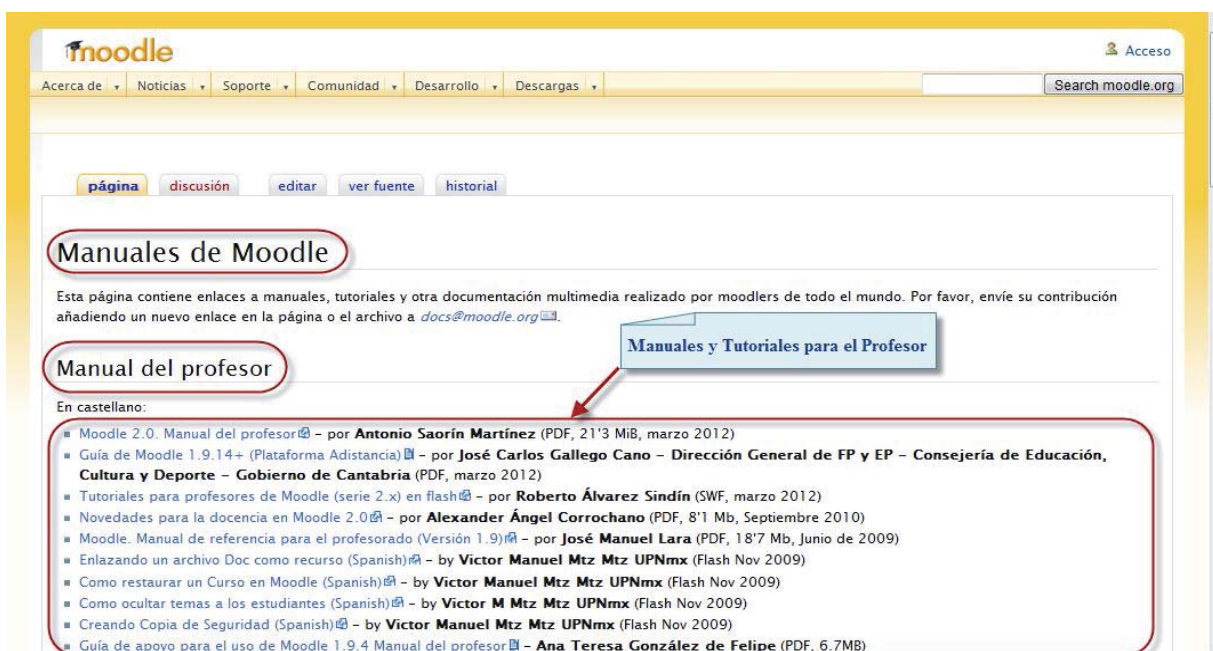 moodle
Acceso
Acerca de Noticias Soporte Comunidad Desarrollo Descargas Search moodle.org
página discusión editar ver fuente historial
Manuales de Moodle
Esta página contiene enlaces a manuales, tutoriales y otra documentación multimedia realizado por moodlers de todo el mundo. Por favor, envíe su contribución
añadiendo un nuevo enlace en la página o el archivo a docs@moodle.org.
Manuales y Tutoriales para el Profesor
Manual del profesor
En castellano:
Moodle 2.0. Manual del profesor – por Antonio Saorín Martínez (PDF, 21'3 MiB, marzo 2012)
Guía de Moodle 1.9.14+ (Plataforma Adistancia) – por José Carlos Gallego Cano – Dirección General de FP y EP – Consejería de Educación,
Cultura y Deporte – Gobierno de Cantabria (PDF, marzo 2012)
Tutoriales para profesores de Moodle (serie 2.x) en flash – por Roberto Álvarez Sindín (SWF, marzo 2012)
Novedades para la docencia en Moodle 2.0 – por Alexander Ángel Corrochano (PDF, 8'1 Mb, Septiembre 2010)
Moodle. Manual de referencia para el profesorado (Versión 1.9) – por José Manuel Lara (PDF, 18'7 Mb, Junio de 2009)
Enlazando un archivo Doc como recurso (Spanish) – by Victor Manuel Mtz Mtz UPNmx (Flash Nov 2009)
Como restaurar un Curso en Moodle (Spanish) – by Victor Manuel Mtz Mtz UPNmx (Flash Nov 2009)
Como ocultar temas a los estudiantes (Spanish) – by Victor M Mtz Mtz UPNmx (Flash Nov 2009)
Creando Copia de Seguridad (Spanish) – by Victor Manuel Mtz Mtz UPNmx (Flash Nov 2009)
Guía de apoyo para el uso de Moodle 1.9.4 Manual del profesor – Ana Teresa González de Felipe (PDF, 6.7MB)